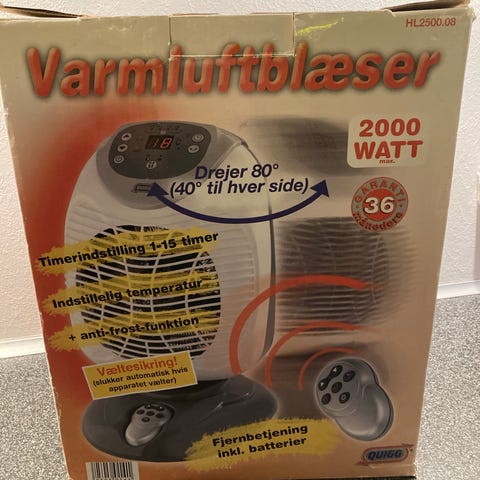 HL2500.08
Varmluftblæser
2000
WATT
max.
18
Drejer 80°
(40° til hver side)
GARANTI
36
måneders
Timerindstilling 1-15 timer
Indstillelig temperatur
+ anti-frost-funktion
Væltesikring!
(slukker automatisk hvis
apparatet vælter)
Fjernbetjening
inkl. batterier
QUIGG